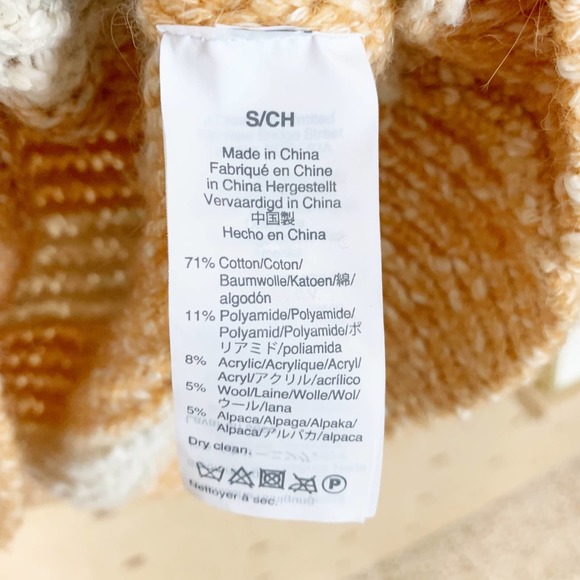 S/CH
Made in China
Fabriqué en Chine
in China Hergestellt
Vervaardigd in China
中国製
Hecho en China
71% Cotton/Coton/
Baumwolle/Katoen/綿/
algodón
11% Polyamide/Polyamide/
Polyamid/Polyamide/ポ
リアミド/poliamida
8% Acrylic/Acrylique/Acryl/
Acryl/アクリル/acrílico
5% Wool/Laine/Wolle/Wol/
ウール/lana
5% Alpaca/Alpaga/Alpaka/
Alpaca/アルパカ/alpaca
Dry clean.
P
Nettoyer à sec.